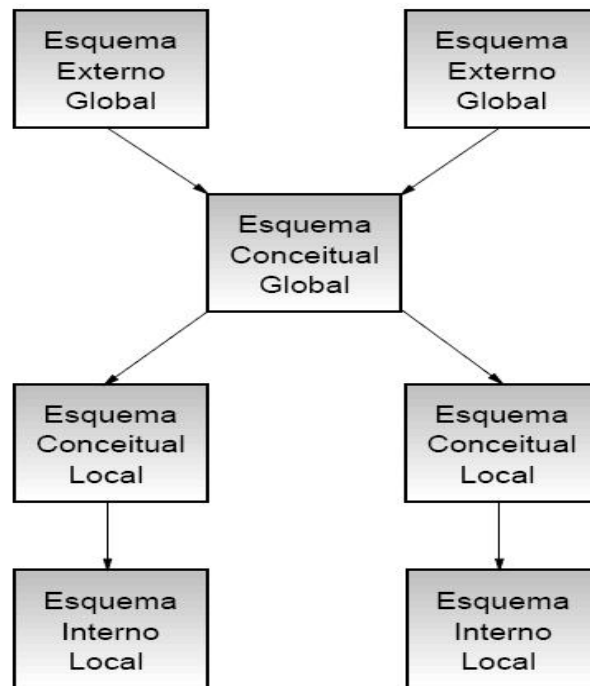 Esquema
Externo
Global
Esquema
Externo
Global
Esquema
Conceitual
Global
Esquema
Conceitual
Local
Esquema
Conceitual
Local
Esquema
Interno
Local
Esquema
Interno
Local